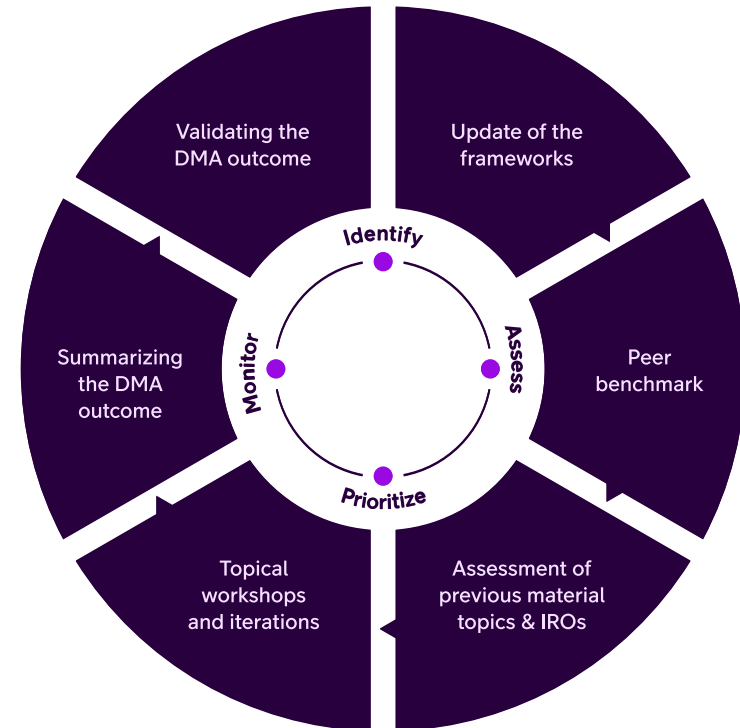 Validating the
DMA outcome
Update of the
frameworks
Identify
Summarizing
the DMA
outcome
Monitor
Assess
Peer
benchmark
Prioritize
Topical
workshops
and iterations
Assessment of
previous material
topics & IROs